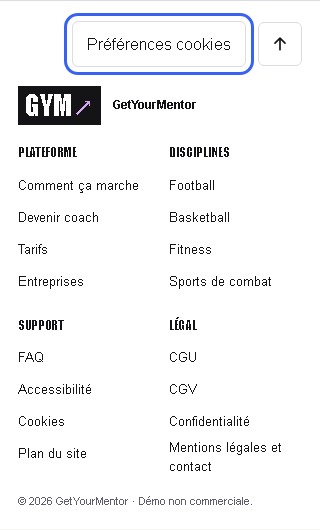 Préférences cookies
GYM GetYourMentor
PLATEFORME
Comment ça marche
Devenir coach
Tarifs
Entreprises
DISCIPLINES
Football
Basketball
Fitness
Sports de combat
SUPPORT
FAQ
Accessibilité
Cookies
Plan du site
LÉGAL
CGU
CGV
Confidentialité
Mentions légales et
contact
© 2026 GetYourMentor · Démo non commerciale.